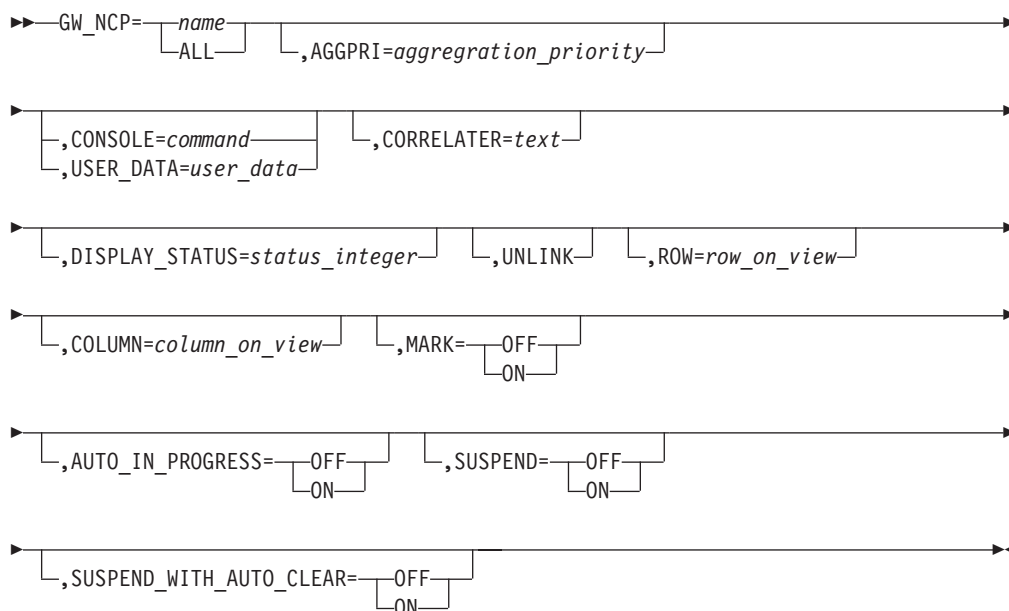 GW_NCP= name
ALL ,AGGPRI=aggregration_priority
,CONSOLE=command ,CORRELATER=text
,USER_DATA=user_data
,DISPLAY_STATUS=status_integer ,UNLINK ,ROW=row_on_view
,COLUMN=column_on_view ,MARK= OFF
ON
,AUTO_IN_PROGRESS= OFF ,SUSPEND= OFF
ON ON
,SUSPEND_WITH_AUTO_CLEAR= OFF
ON